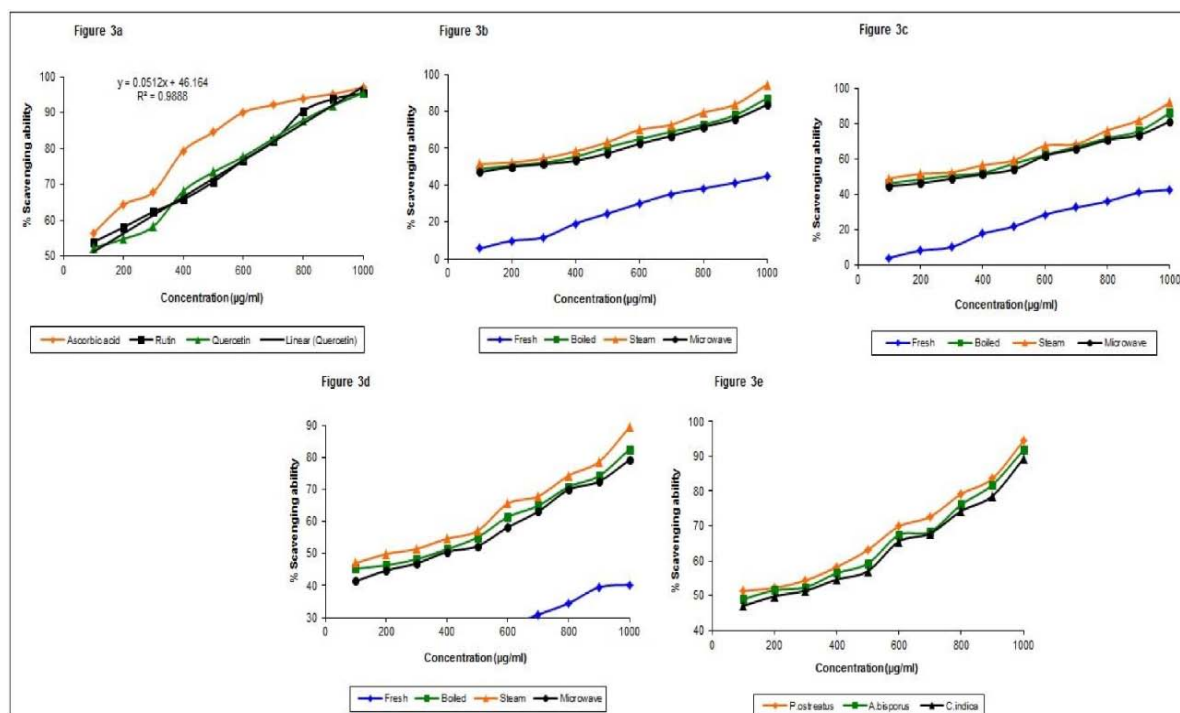 Figure 3a
y = 0.0512x + 46.164
R² = 0.9888
100
90
80
70
60
50
0 200 400 600 800 1000
% Scavenging ability
Concentration (µg/ml)
Ascorbic acid Rutin Quercetin Linear (Quercetin)
Figure 3b
100
80
60
40
20
0
0 200 400 600 800 1000
% Scavenging ability
Concentration (µg/ml)
Fresh Boiled Steam Microwave
Figure 3c
100
80
60
40
20
0
0 200 400 600 800 1000
% Scavenging ability
Concentration (µg/ml)
Fresh Boiled Steam Microwave
Figure 3d
90
80
70
60
50
40
30
0 200 400 600 800 1000
% Scavenging ability
Concentration (µg/ml)
Fresh Boiled Steam Microwave
Figure 3e
100
90
80
70
60
50
40
0 200 400 600 800 1000
% Scavenging ability
Concentration (µg/ml)
P.ostreatus A.bisporus C.indica